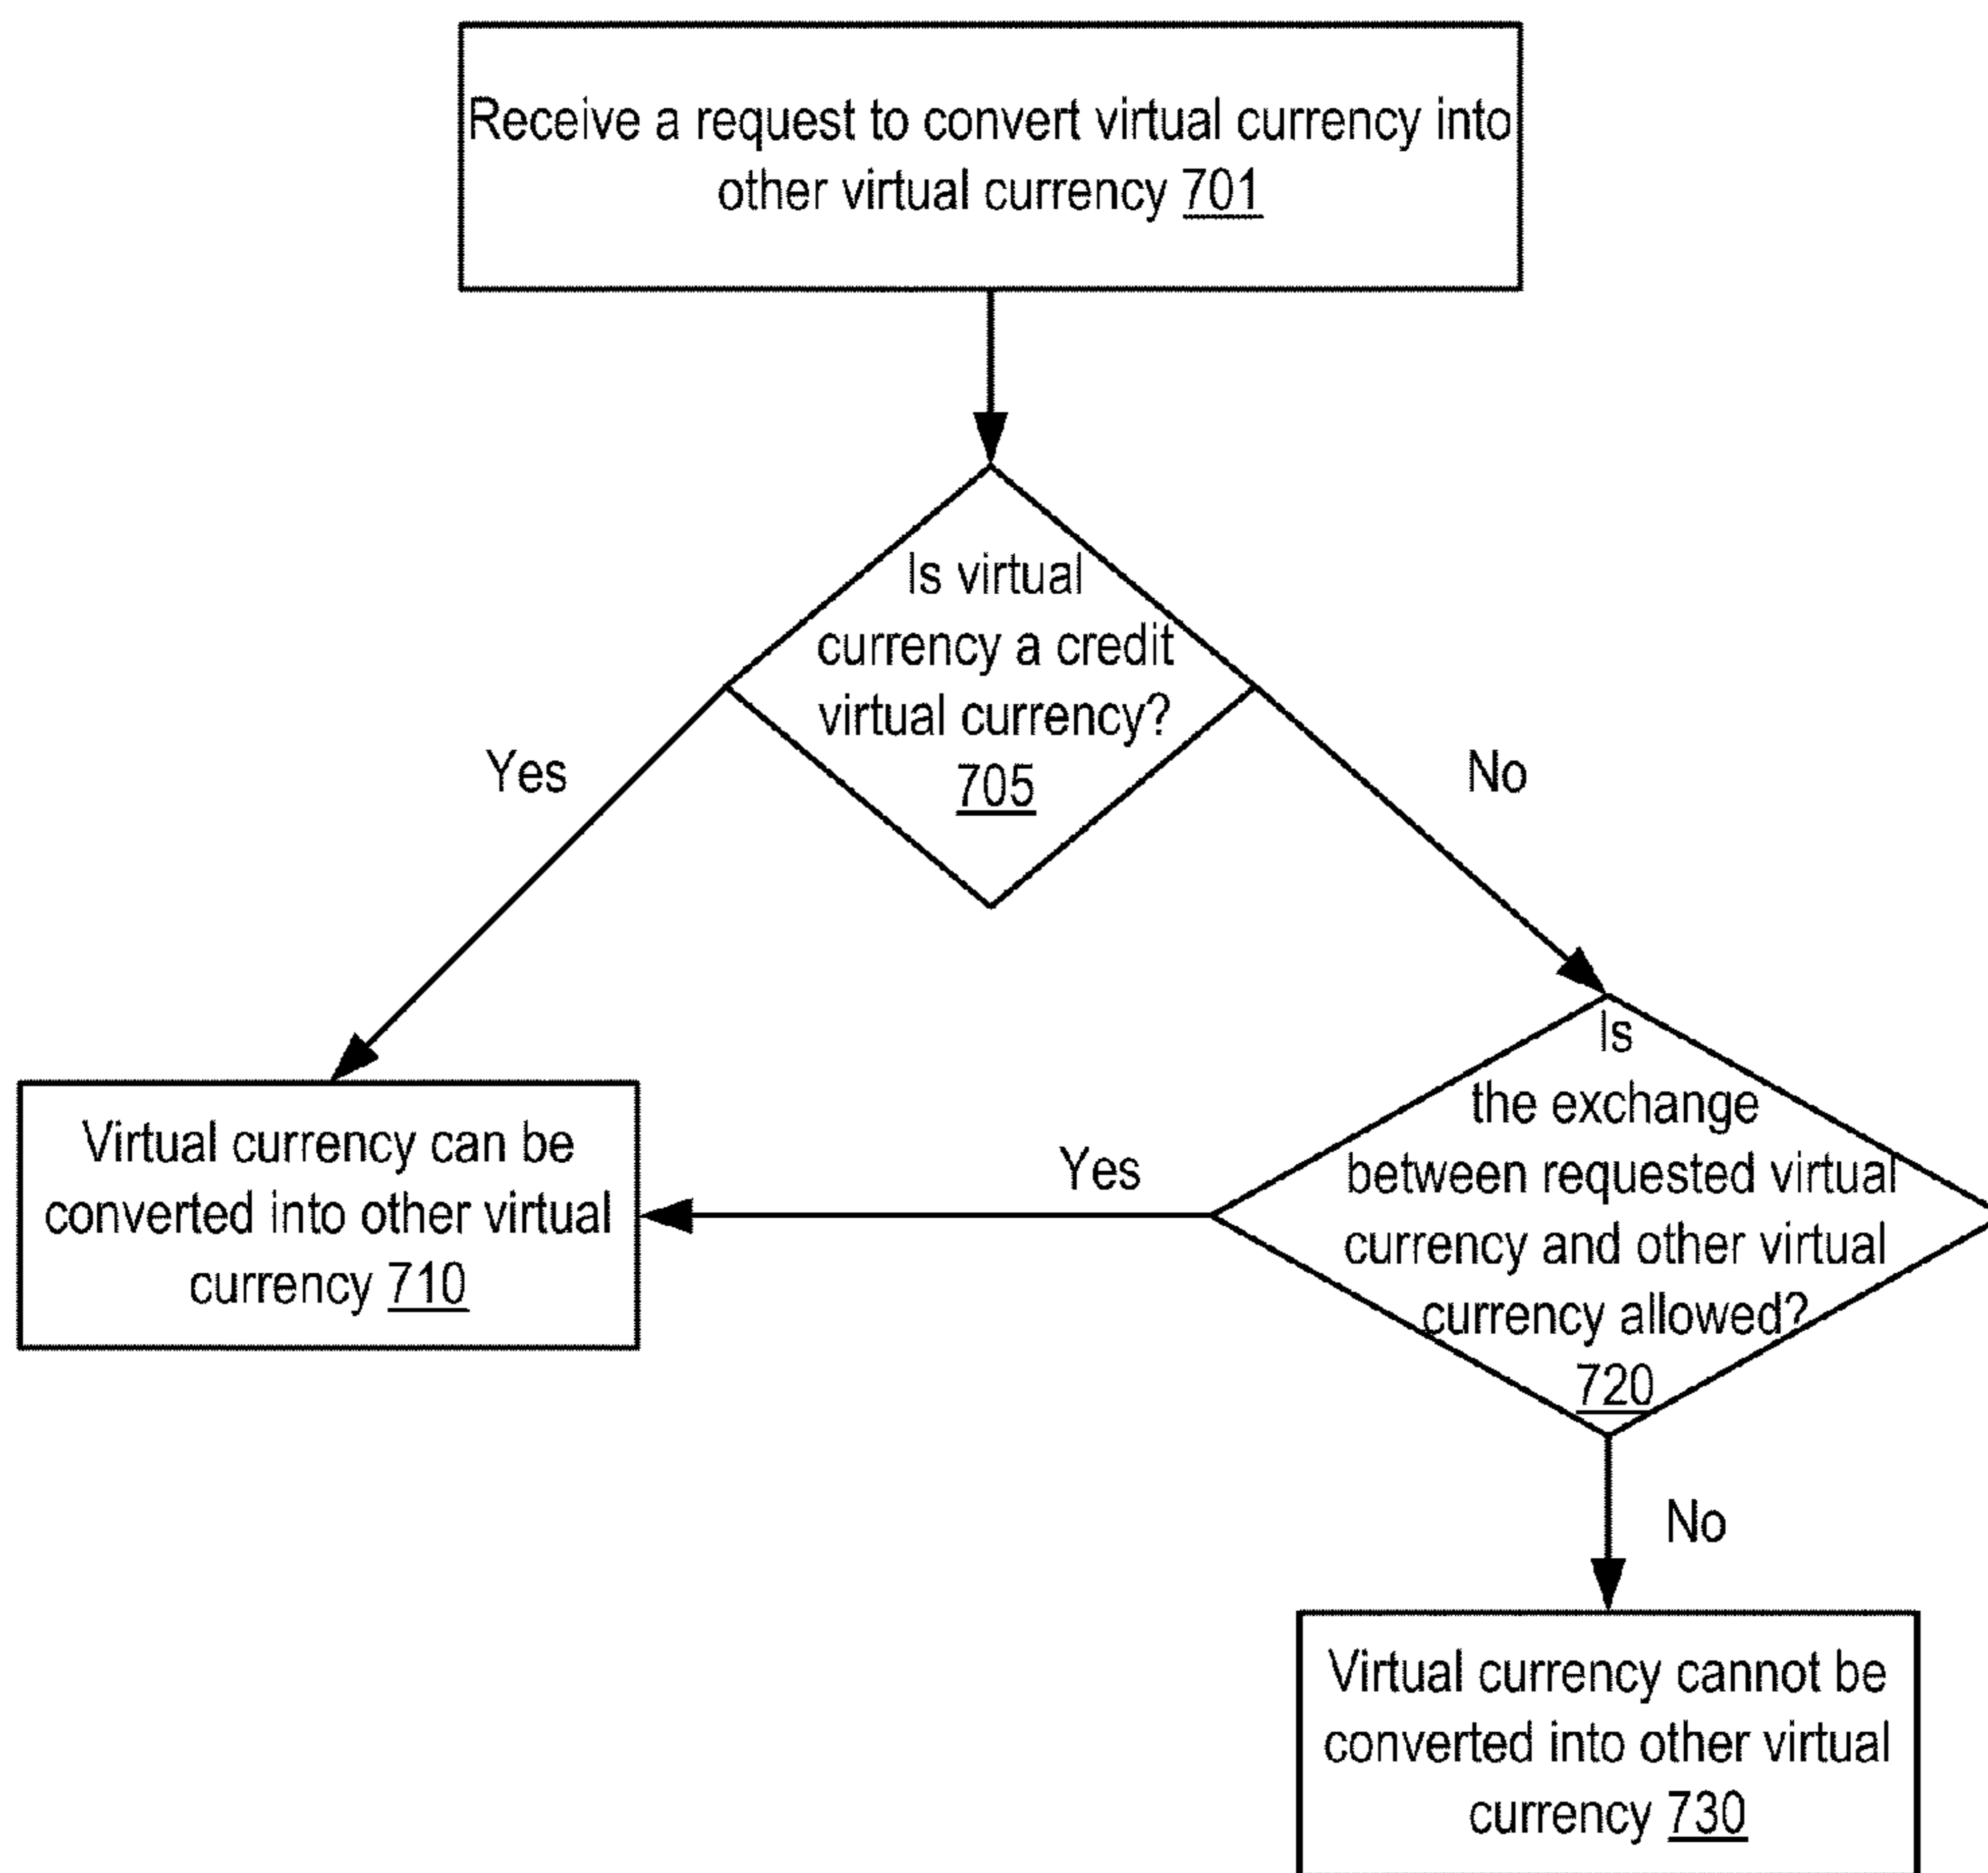 Receive a request to convert virtual currency into
other virtual currency 701
Is virtual
currency a credit
virtual currency?
705
Yes
No
Is
the exchange
between requested virtual
currency and other virtual
currency allowed?
720
Yes
Virtual currency can be
converted into other virtual
currency 710
No
Virtual currency cannot be
converted into other virtual
currency 730